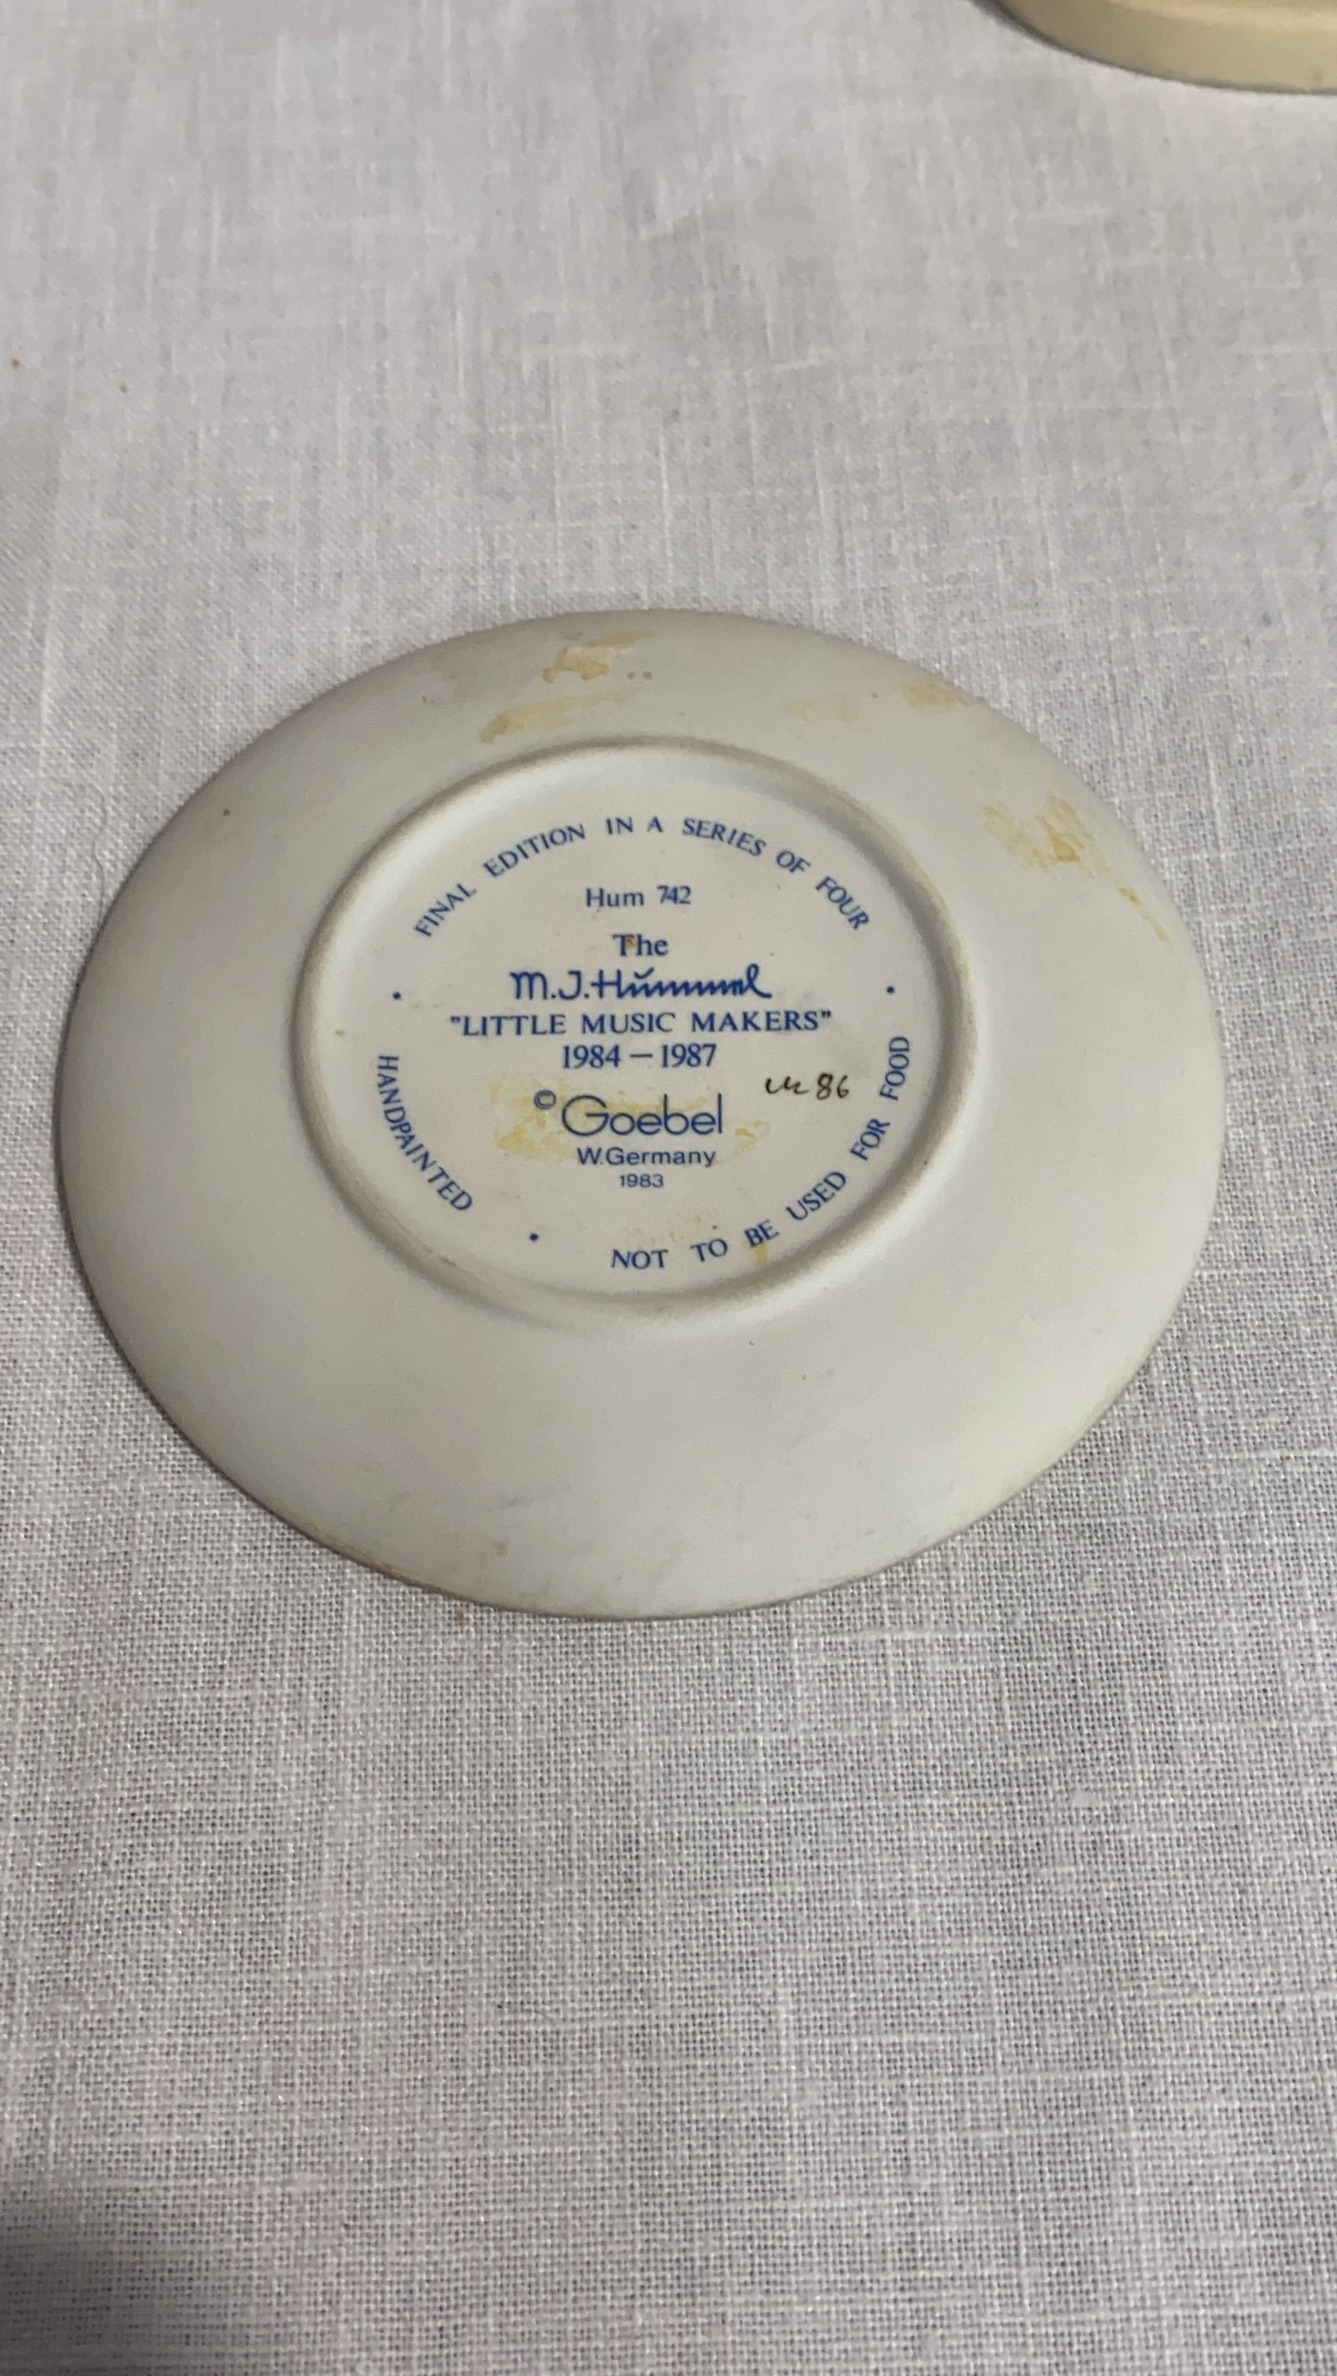 FINAL EDITION IN A SERIES OF FOUR
Hum 742
The
M.J.Hummel
"LITTLE MUSIC MAKERS"
1984 – 1987
86
© Goebel
W.Germany
1983
HANDPAINTED
NOT TO BE USED FOR FOOD